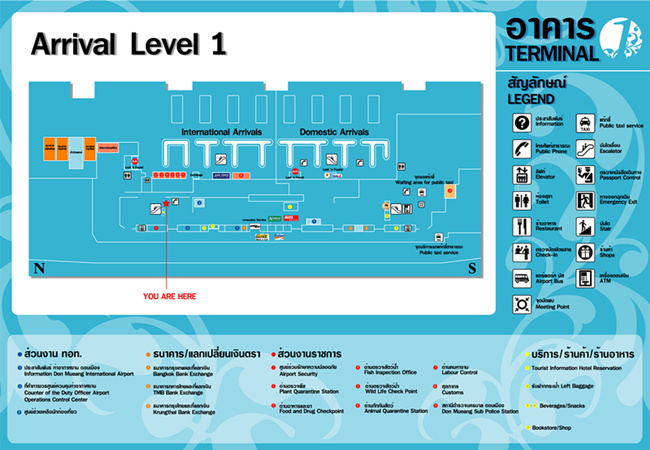 Arrival Level 1
อาคาร 1
TERMINAL
สัญลักษณ์
LEGEND
ประชาสัมพันธ์
Information
แท็กซี่
Public taxi service
โทรศัพท์สาธารณะ
Public Phone
บันไดเลื่อน
Escalator
ลิฟท์
Elevator
ตรวจหนังสือเดินทาง
Passport Control
ห้องสุขา
Toilet
ทางออกฉุกเฉิน
Emergency Exit
ร้านอาหาร
Restaurant
บันได
Stair
ตรวจบัตรโดยสาร
Check-in
ร้านค้า
Shops
แอร์พอร์ต บัส
Airport Bus
เครื่องถอนเงิน
ATM
จุดนัดพบ
Meeting Point
TAXI
International Arrivals
Domestic Arrivals
Lost 'n Found
Lost 'n Found
จุดรอแท็กซี่
Waiting area for public taxi
Limousine Service
จุดบริการรถแท็กซี่สาธารณะ
Public taxi service
N
S
YOU ARE HERE
ส่วนงาน ทอท.
ประชาสัมพันธ์ ท่าอากาศยาน ดอนเมือง
Information Don Mueang International Airport
ที่ทำการเวรศูนย์ควบคุมท่าอากาศยาน
Counter of the Duty Officer Airport
Operations Control Center
ศูนย์ช่วยเหลือนักท่องเที่ยว
ธนาคาร/แลกเปลี่ยนเงินตรา
ธนาคารกรุงเทพแลกเงินตรา
Bangkok Bank Exchange
ธนาคารทหารไทยแลกเงินตรา
TMB Bank Exchange
ธนาคารกรุงไทยแลกเงินตรา
Krungthai Bank Exchange
ส่วนงานราชการ
ศูนย์รักษาความปลอดภัย
Airport Security
ด่านตรวจพืช
Plant Quarantine Station
ด่านอาหารและยา
Food and Drug Checkpoint
ด่านตรวจสัตว์น้ำ
Fish Inspection Office
ด่านตรวจสัตว์ป่า
Wild Life Check Point
ด่านกักกันสัตว์
Animal Quarantine Station
ด่านคนหางาน
Labour Control
ศุลกากร
Customs
สถานีตำรวจนครบาล ดอนเมือง
Don Mueang Sub Police Station
บริการ/ร้านค้า/ร้านอาหาร
Tourist Information Hotel Reservation
รับฝากกระเป๋า Left Baggage
Beverages/Snacks
Bookstore/Shop